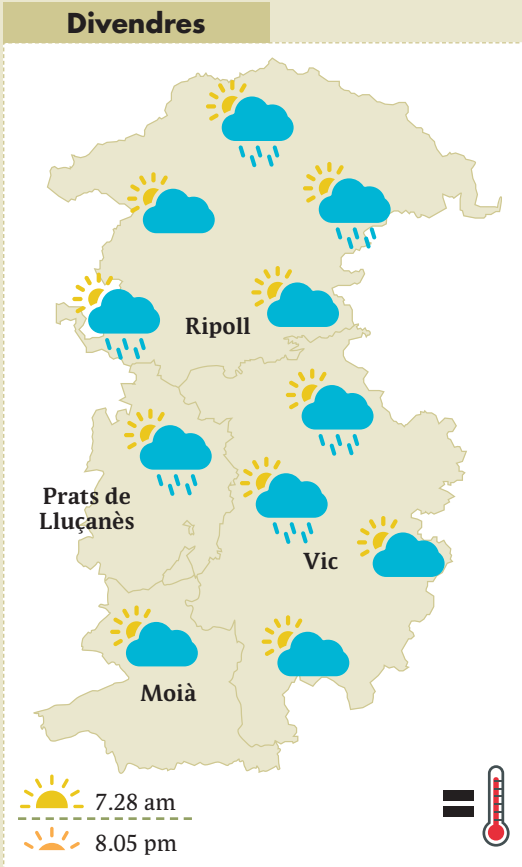 Divendres
Ripoll
Prats de
Lluçanès
Vic
Moià
7.28 am
8.05 pm